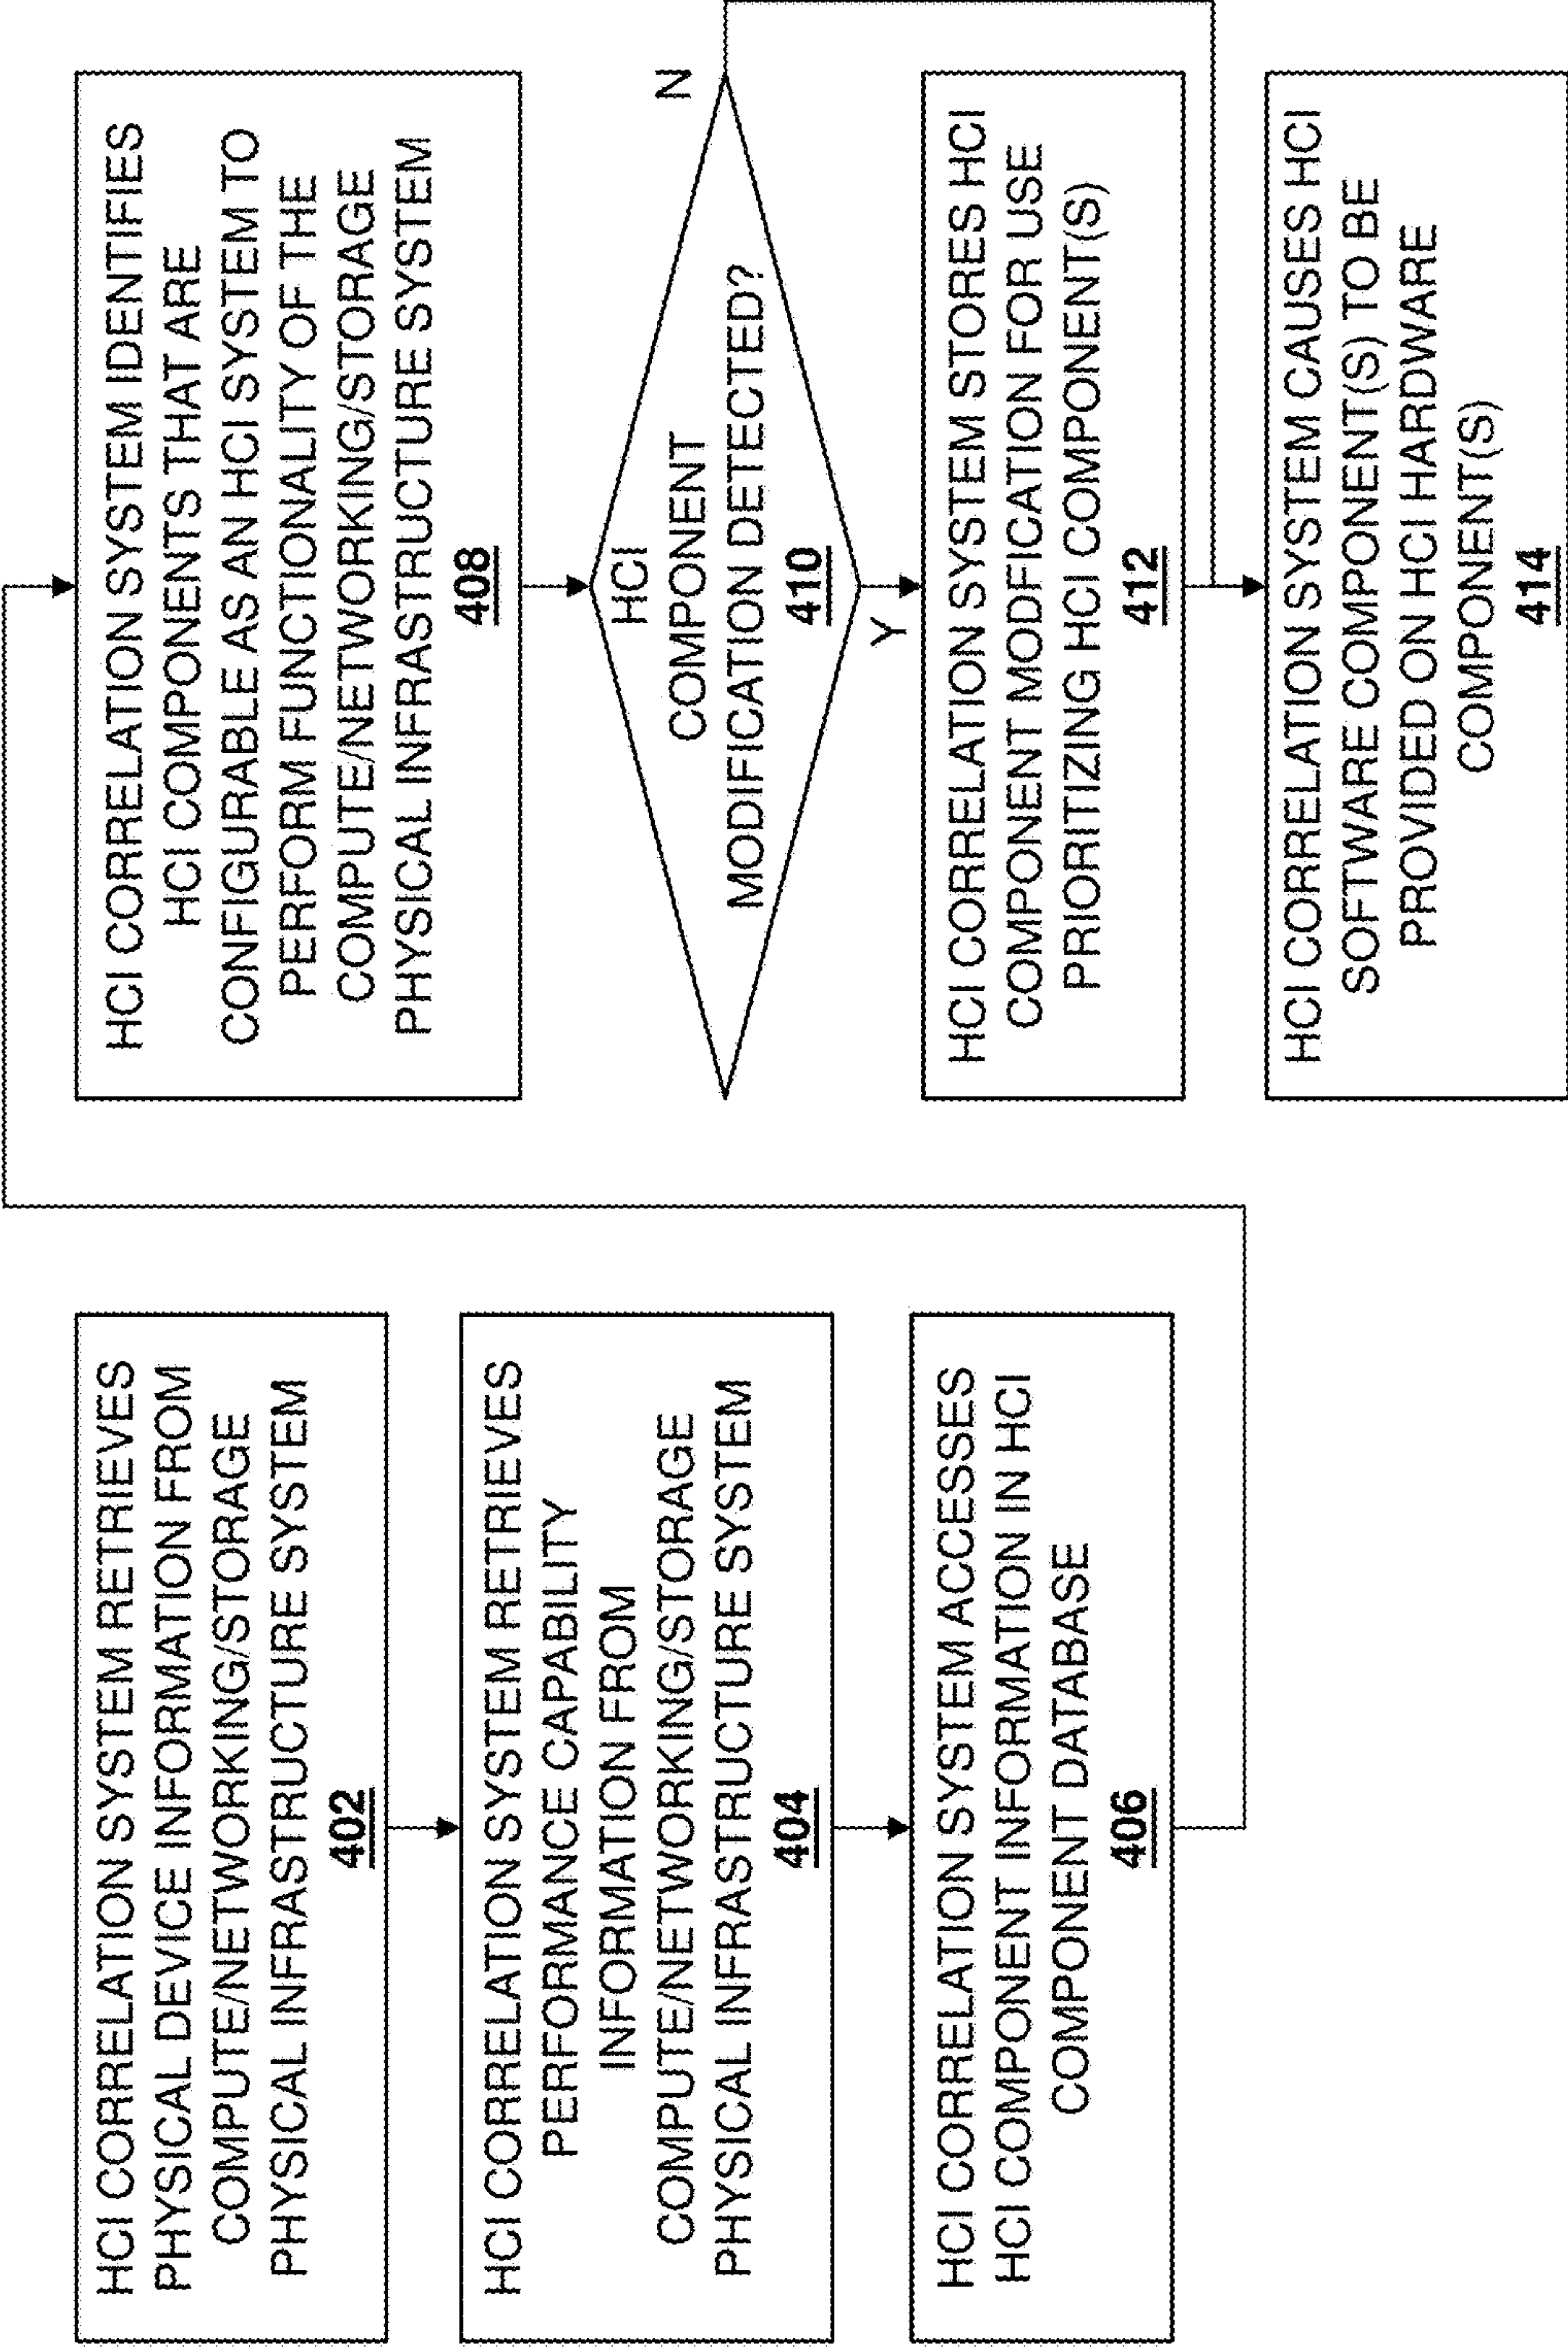 HCI CORRELATION SYSTEM RETRIEVES
PHYSICAL DEVICE INFORMATION FROM
COMPUTE/NETWORKING/STORAGE
PHYSICAL INFRASTRUCTURE SYSTEM
402
HCI CORRELATION SYSTEM RETRIEVES
PERFORMANCE CAPABILITY
INFORMATION FROM
COMPUTE/NETWORKING/STORAGE
PHYSICAL INFRASTRUCTURE SYSTEM
404
HCI CORRELATION SYSTEM ACCESSES
HCI COMPONENT INFORMATION IN HCI
COMPONENT DATABASE
406
HCI CORRELATION SYSTEM IDENTIFIES
HCI COMPONENTS THAT ARE
CONFIGURABLE AS AN HCI SYSTEM TO
PERFORM FUNCTIONALITY OF THE
COMPUTE/NETWORKING/STORAGE
PHYSICAL INFRASTRUCTURE SYSTEM
408
HCI
COMPONENT
MODIFICATION DETECTED?
410
N
Y
HCI CORRELATION SYSTEM STORES HCI
COMPONENT MODIFICATION FOR USE
PRIORITIZING HCI COMPONENT(S)
412
HCI CORRELATION SYSTEM CAUSES HCI
SOFTWARE COMPONENT(S) TO BE
PROVIDED ON HCI HARDWARE
COMPONENT(S)
414